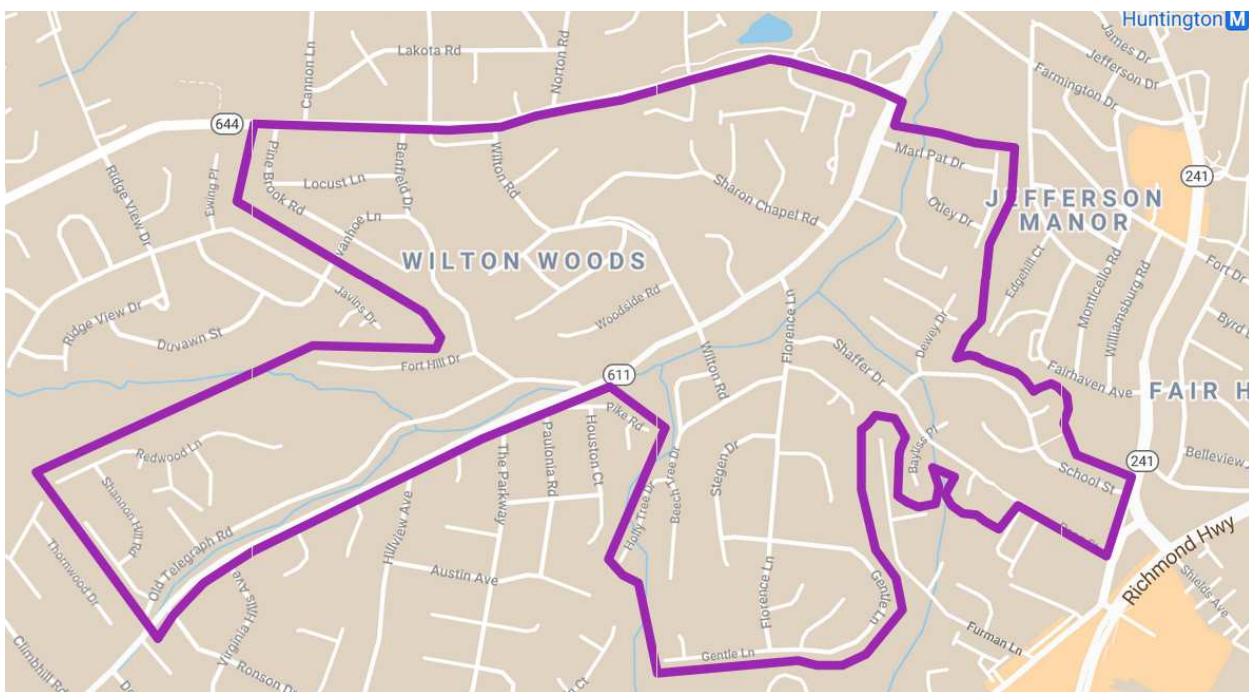 Huntington M
James Dr
Jefferson Dr
Farmington Dr
Lakota Rd
Cannon Ln
Norton Rd
644
241
Ridge View Dr
Ewing Pl
Pine Brook Rd
Locust Ln
Benfield Dr
Wilton Rd
Marl Pat Dr
Sharon Chapel Rd
Otley Dr
JEFFERSON
MANOR
Ivanhoe Ln
WILTON WOODS
Edgehill Ct
Monticello Rd
Williamsburg Rd
Fort Dr
Javins Dr
Woodside Rd
Florence Ln
Ridge View Dr
Duvawn St
Fort Hill Dr
Dewey Dr
Byrd
611
Wilton Rd
Shaffer Dr
Fairhaven Ave
FAIR H
Pike Rd
Redwood Ln
The Parkway
Paulonia Rd
Houston Ct
Stegen Dr
Beech Tree Dr
Bayliss Pl
School St
241
Belleview
Shannon Hill Rd
Hillview Ave
Holly Tree Dr
Old Telegraph Rd
Richmond Hwy
Thornwood Dr
Austin Ave
Florence Ln
Gentle Ln
Shields Ave
Virginia Hills Ave
Furman Ln
Climbhill Rd
Ronson Dr
Gentle Ln
Ct
Dr